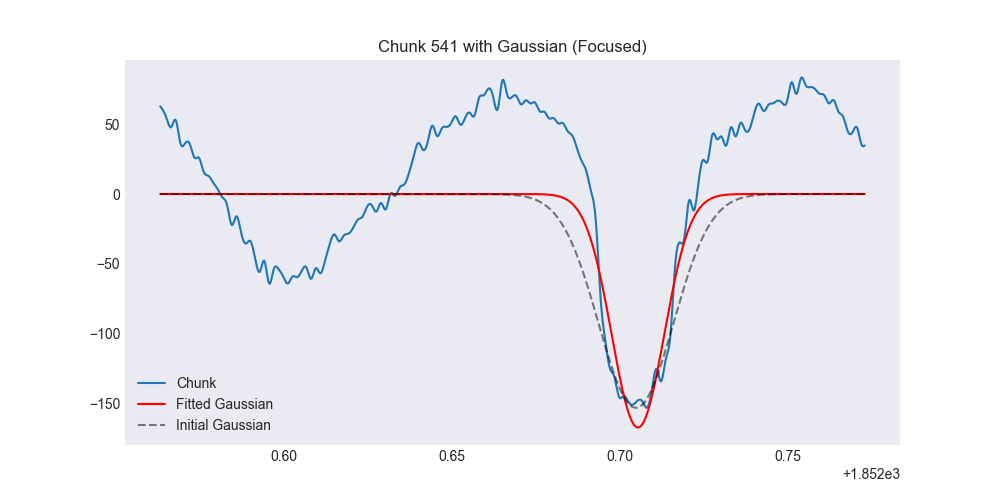 Chunk 541 with Gaussian (Focused)
50
0
−50
−100
−150
Chunk
Fitted Gaussian
Initial Gaussian
0.60 0.65 0.70 0.75
+1.852e3